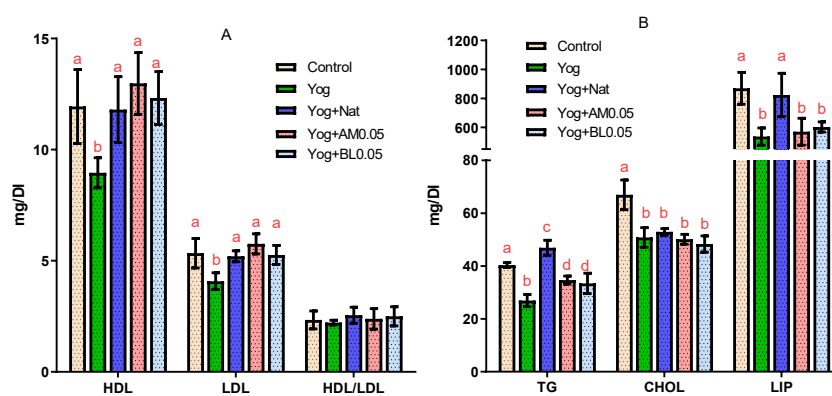 A
15
10
5
0
mg/Dl
a
b
a
a
a
a
b
a
a
a
Control
Yog
Yog+Nat
Yog+AM0.05
Yog+BL0.05
HDL
LDL
HDL/LDL
B
1200
1000
800
600
60
40
20
0
mg/Dl
Control
Yog
Yog+Nat
Yog+AM0.05
Yog+BL0.05
a
b
c
d
d
a
b
b
b
b
a
b
a
b
b
TG
CHOL
LIP